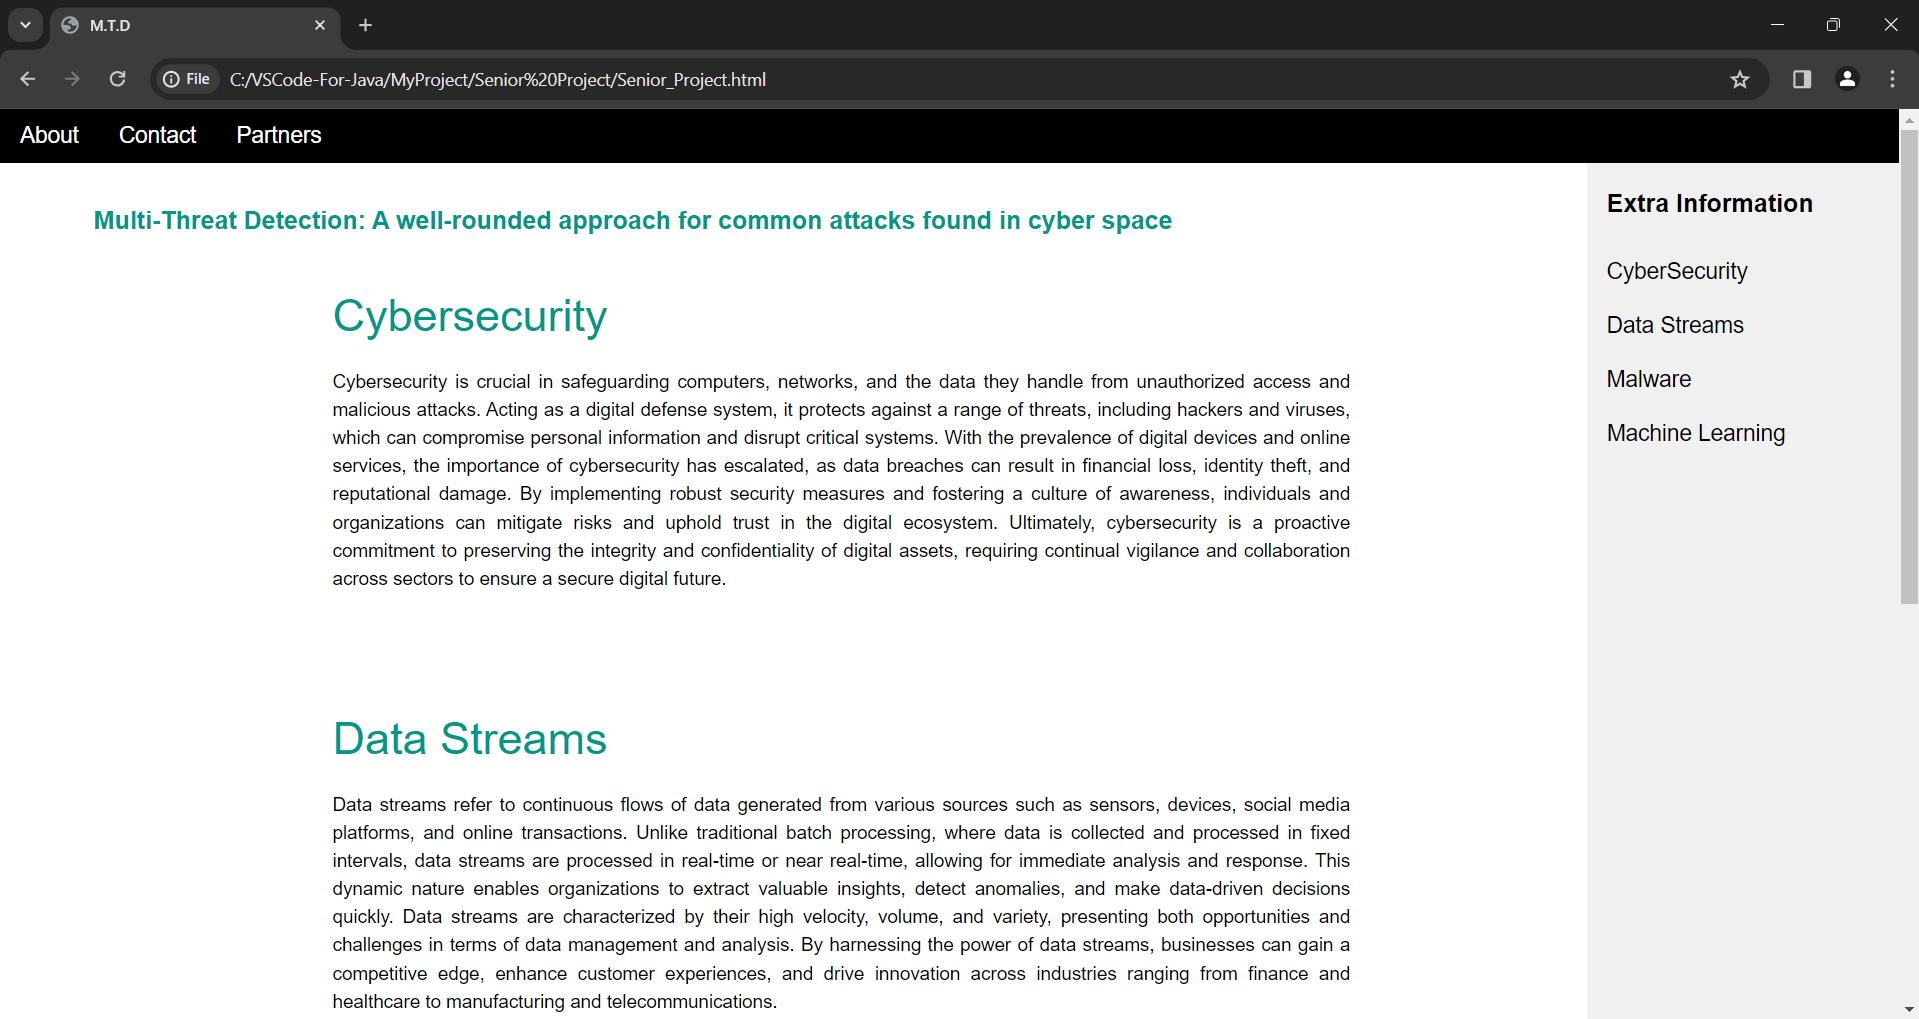 M.T.D
File C:/VSCode-For-Java/MyProject/Senior%20Project/Senior_Project.html
About Contact Partners
Multi-Threat Detection: A well-rounded approach for common attacks found in cyber space
Cybersecurity
Cybersecurity is crucial in safeguarding computers, networks, and the data they handle from unauthorized access and
malicious attacks. Acting as a digital defense system, it protects against a range of threats, including hackers and viruses,
which can compromise personal information and disrupt critical systems. With the prevalence of digital devices and online
services, the importance of cybersecurity has escalated, as data breaches can result in financial loss, identity theft, and
reputational damage. By implementing robust security measures and fostering a culture of awareness, individuals and
organizations can mitigate risks and uphold trust in the digital ecosystem. Ultimately, cybersecurity is a proactive
commitment to preserving the integrity and confidentiality of digital assets, requiring continual vigilance and collaboration
across sectors to ensure a secure digital future.
Data Streams
Data streams refer to continuous flows of data generated from various sources such as sensors, devices, social media
platforms, and online transactions. Unlike traditional batch processing, where data is collected and processed in fixed
intervals, data streams are processed in real-time or near real-time, allowing for immediate analysis and response. This
dynamic nature enables organizations to extract valuable insights, detect anomalies, and make data-driven decisions
quickly. Data streams are characterized by their high velocity, volume, and variety, presenting both opportunities and
challenges in terms of data management and analysis. By harnessing the power of data streams, businesses can gain a
competitive edge, enhance customer experiences, and drive innovation across industries ranging from finance and
healthcare to manufacturing and telecommunications.
Extra Information
CyberSecurity
Data Streams
Malware
Machine Learning